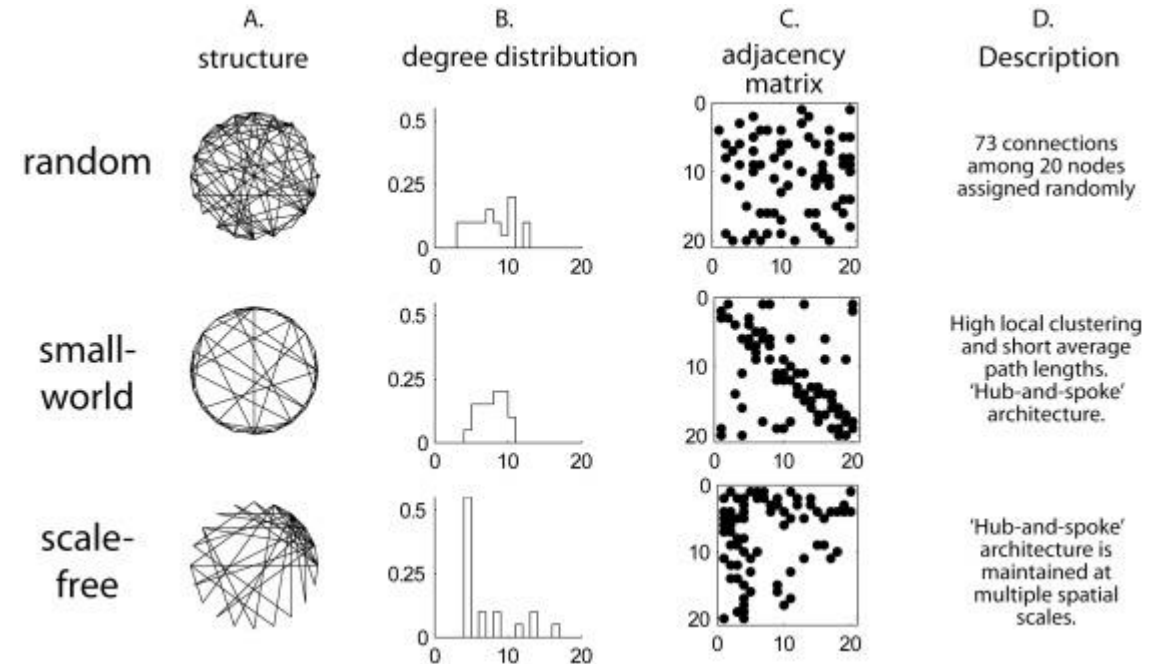 A.
B.
C.
D.
structure
degree distribution
adjacency
matrix
Description
random
0.5
0.25
0
0 10 20
0
10
20
0 10 20
73 connections
among 20 nodes
assigned randomly
small-
world
0.5
0.25
0
0 10 20
0
10
20
0 10 20
High local clustering
and short average
path lengths.
'Hub-and-spoke'
architecture.
scale-
free
0.5
0.25
0
0 10 20
0
10
20
0 10 20
'Hub-and-spoke'
architecture is
maintained at
multiple spatial
scales.